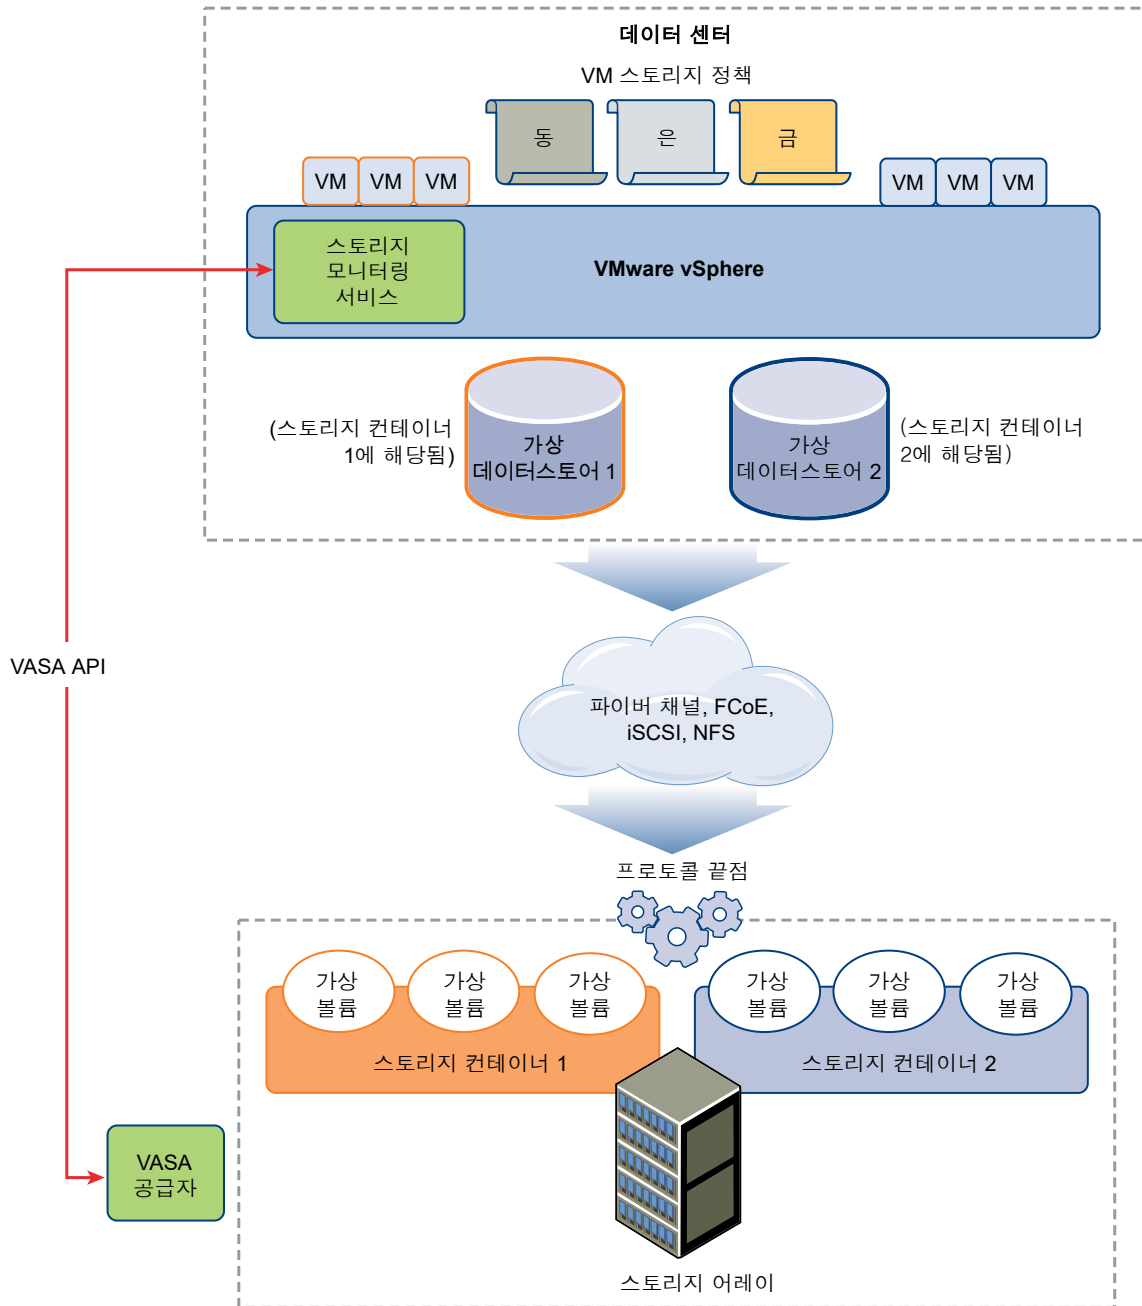 데이터 센터
VM 스토리지 정책
동
은
금
VM
VM
VM
VM
VM
VM
스토리지
모니터링
서비스
VMware vSphere
(스토리지 컨테이너
1에 해당됨)
가상
데이터스토어 1
가상
데이터스토어 2
(스토리지 컨테이너
2에 해당됨)
VASA API
파이버 채널, FCoE,
iSCSI, NFS
프로토콜 끝점
가상
볼륨
가상
볼륨
가상
볼륨
가상
볼륨
가상
볼륨
가상
볼륨
스토리지 컨테이너 1
스토리지 컨테이너 2
VASA
공급자
스토리지 어레이